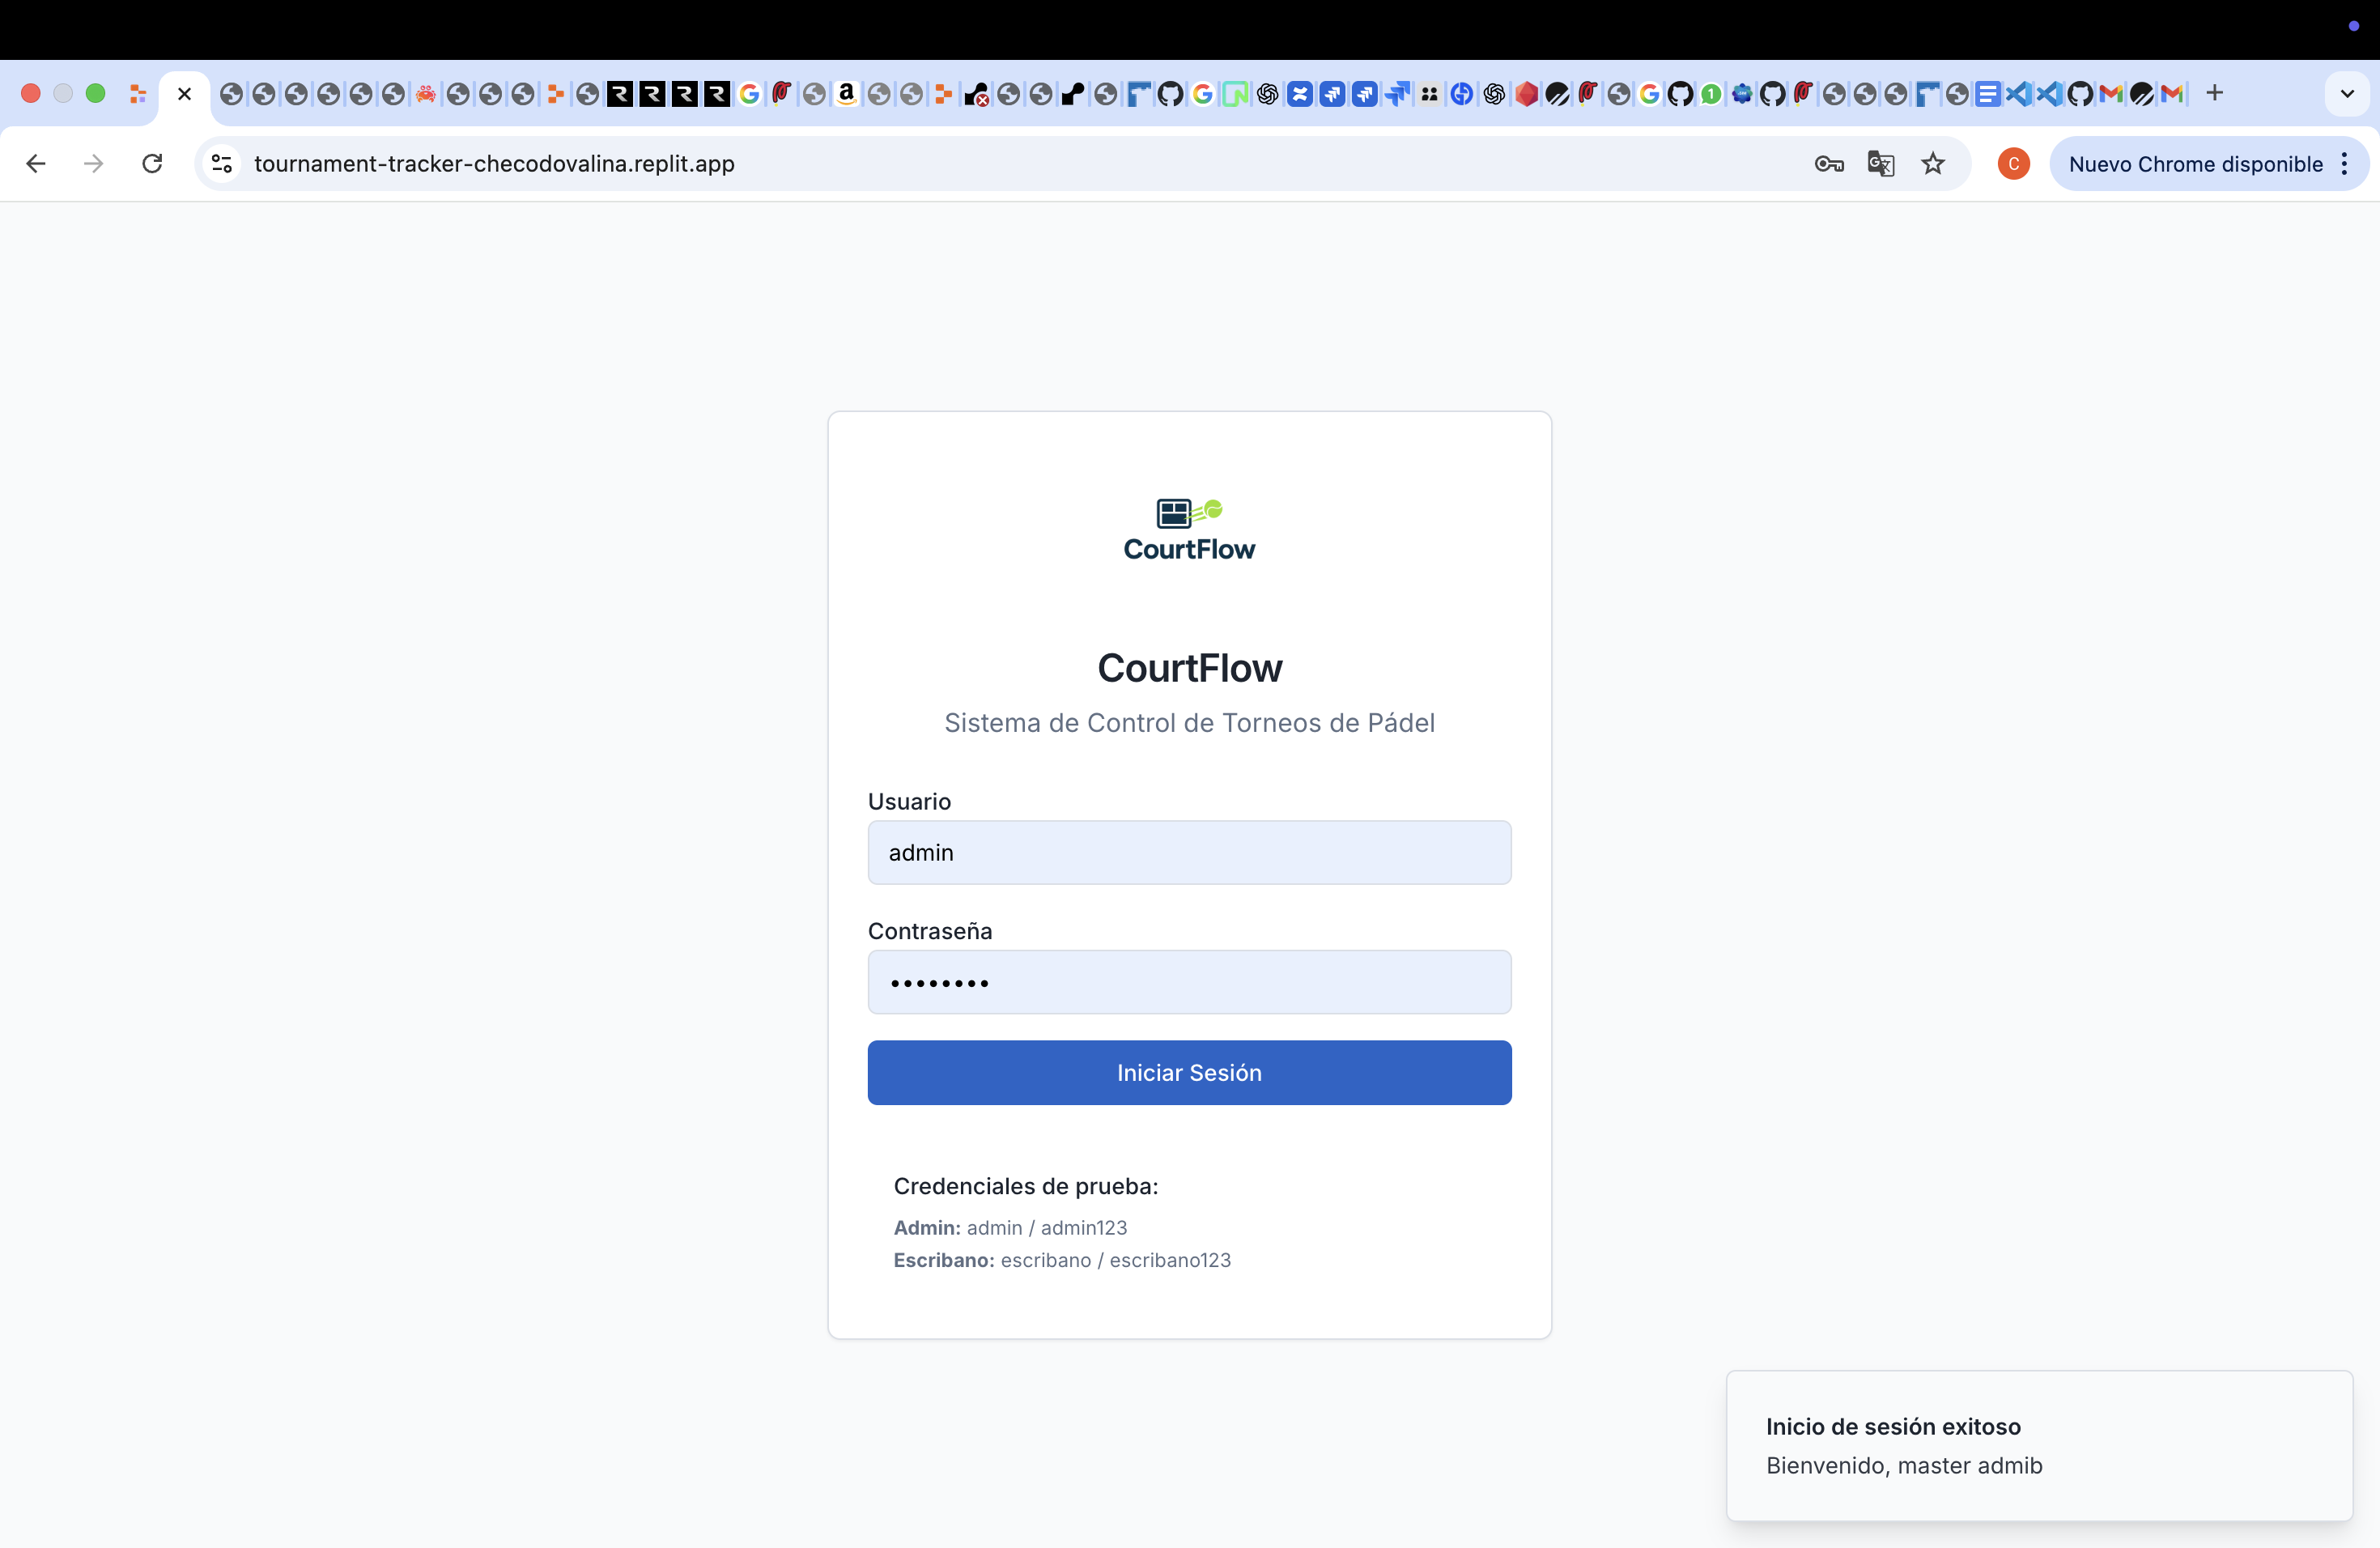 tournament-tracker-checodovalina.replit.app
C
Nuevo Chrome disponible
CourtFlow
CourtFlow
Sistema de Control de Torneos de Pádel
Usuario
admin
Contraseña
••••••••
Iniciar Sesión
Credenciales de prueba:
Admin: admin / admin123
Escribano: escribano / escribano123
Inicio de sesión exitoso
Bienvenido, master admib